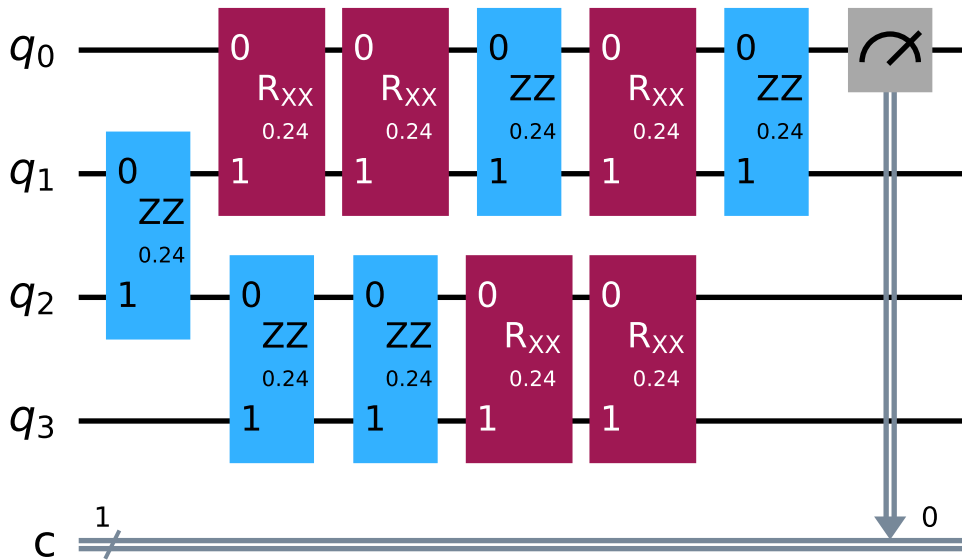 q0 0 0 0 0 0
RXX RXX ZZ RXX ZZ
0.24 0.24 0.24 0.24 0.24
q1 0 1 1 1 1 1
ZZ
0.24
q2 1 0 0 0 0
ZZ ZZ RXX RXX
0.24 0.24 0.24 0.24
q3 1 1 1 1
1 0
c